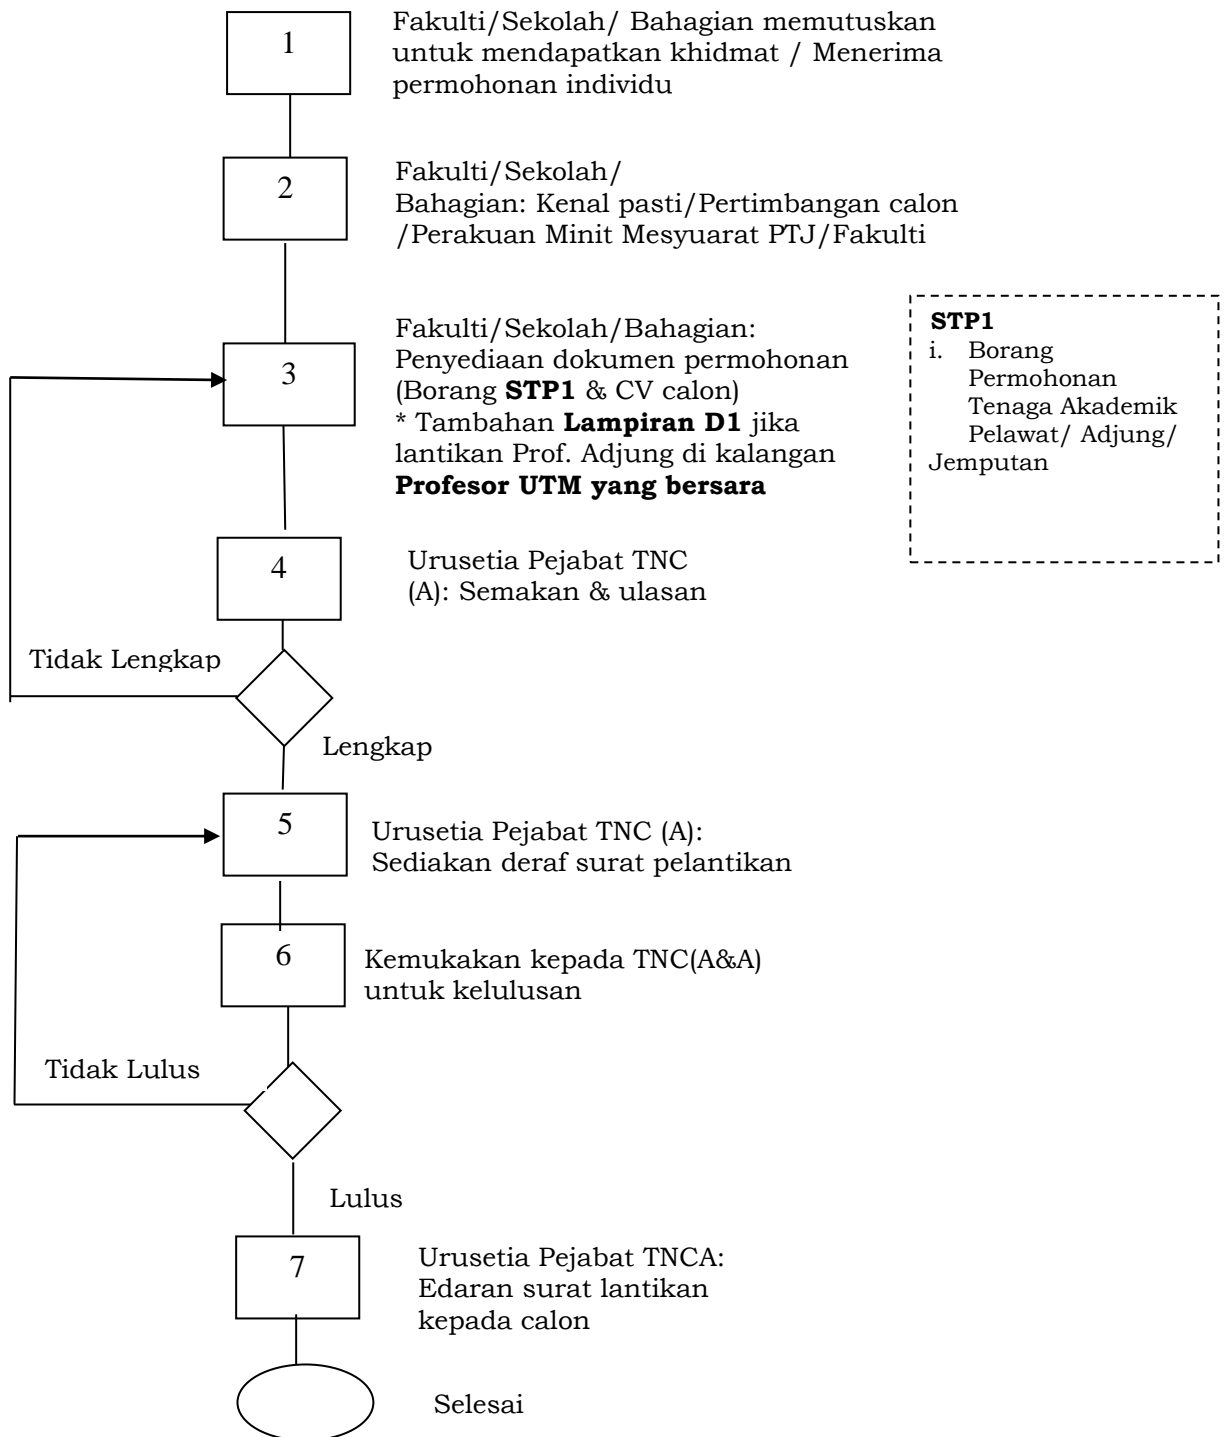 1
Fakulti/Sekolah/ Bahagian memutuskan
untuk mendapatkan khidmat / Menerima
permohonan individu
2
Fakulti/Sekolah/
Bahagian: Kenal pasti/Pertimbangan calon
/Perakuan Minit Mesyuarat PTJ/Fakulti
3
Fakulti/Sekolah/Bahagian:
Penyediaan dokumen permohonan
(Borang STP1 & CV calon)
* Tambahan Lampiran D1 jika
lantikan Prof. Adjung di kalangan
Profesor UTM yang bersara
STP1
i. Borang
Permohonan
Tenaga Akademik
Pelawat/ Adjung/
Jemputan
4
Urusetia Pejabat TNC
(A): Semakan & ulasan
Tidak Lengkap
Lengkap
5
Urusetia Pejabat TNC (A):
Sediakan deraf surat pelantikan
6
Kemukakan kepada TNC(A&A)
untuk kelulusan
Tidak Lulus
Lulus
7
Urusetia Pejabat TNCA:
Edaran surat lantikan
kepada calon
Selesai